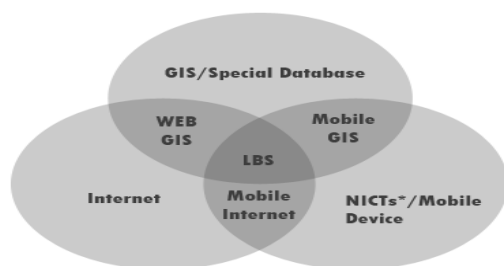 GIS/Special Database
WEB
GIS
Mobile
GIS
LBS
Internet
Mobile
Internet
NICTs*/Mobile
Device